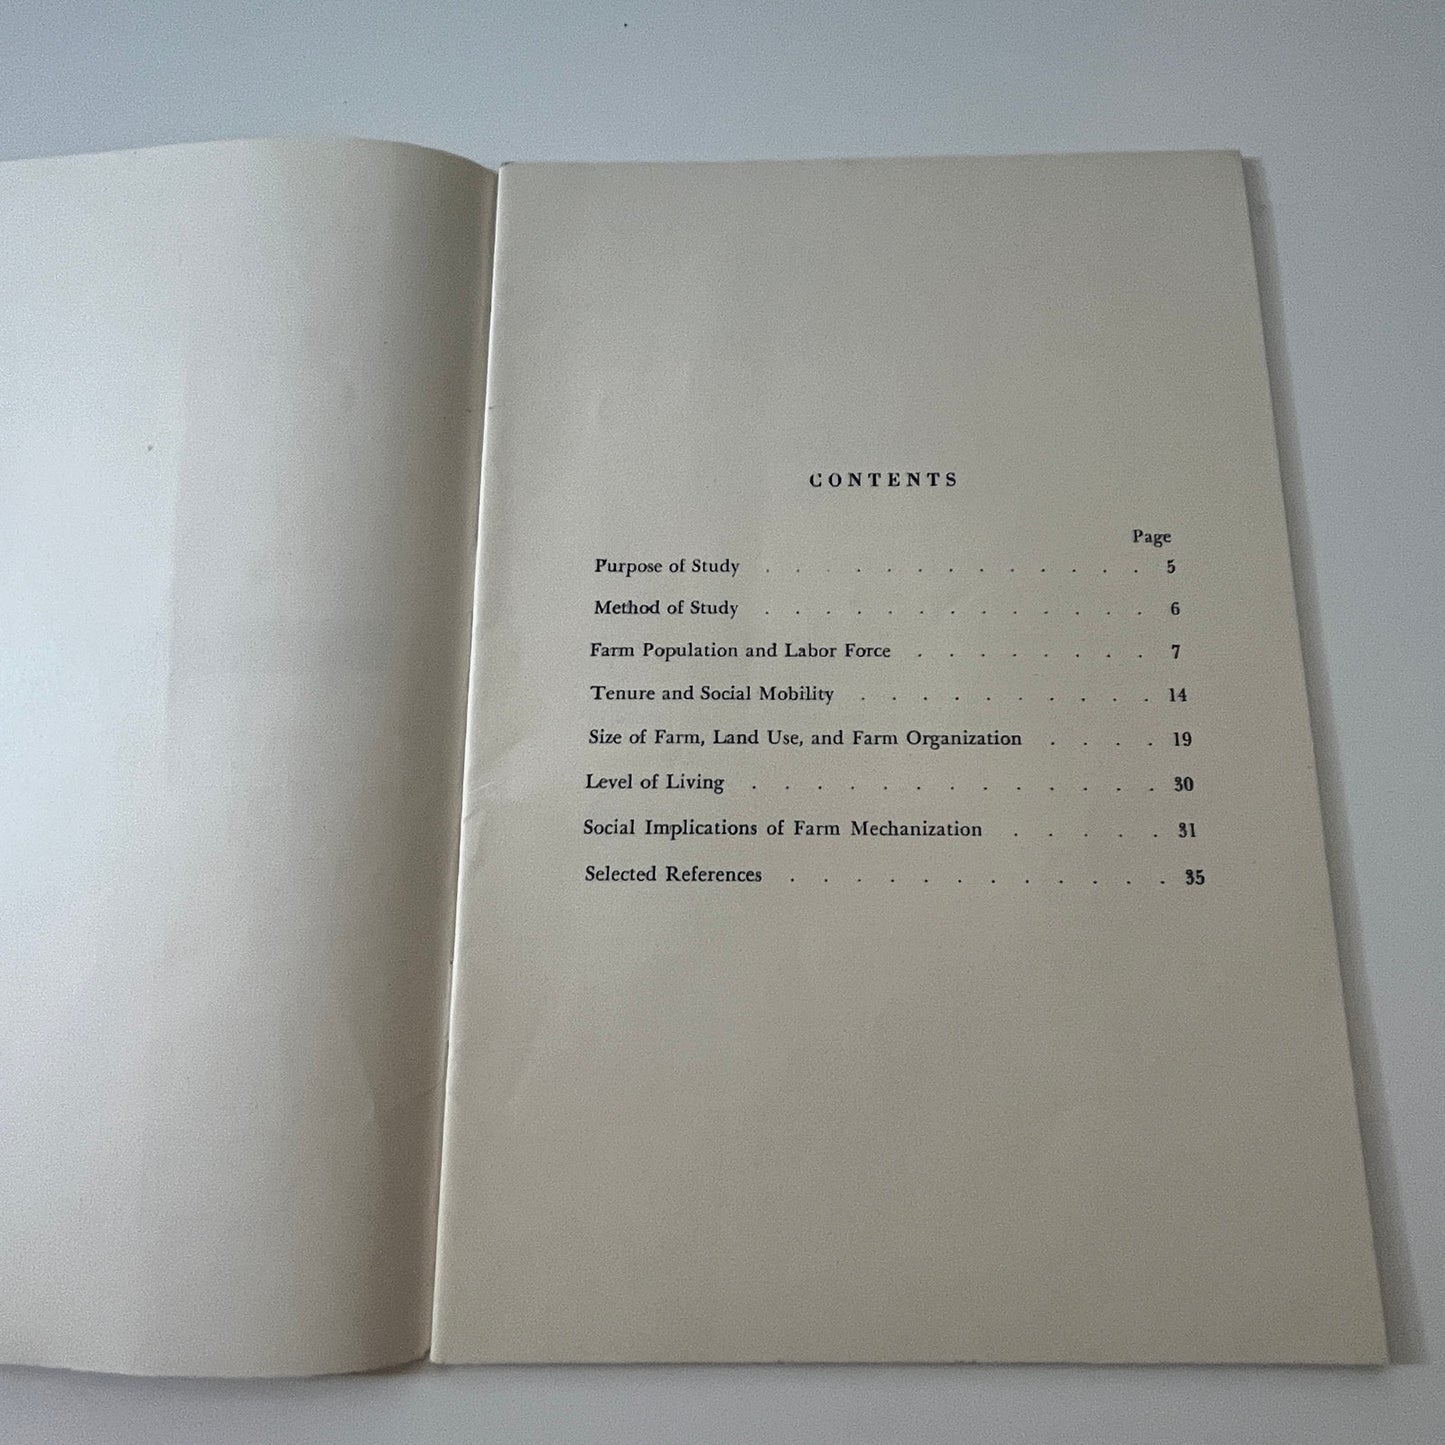 CONTENTS
Page
Purpose of Study . . . . . . . . . . . . . 5
Method of Study . . . . . . . . . . . . . 6
Farm Population and Labor Force . . . . . . . . 7
Tenure and Social Mobility . . . . . . . . . . 14
Size of Farm, Land Use, and Farm Organization . . . . 19
Level of Living . . . . . . . . . . . . . 30
Social Implications of Farm Mechanization . . . . . 31
Selected References . . . . . . . . . . . . 35